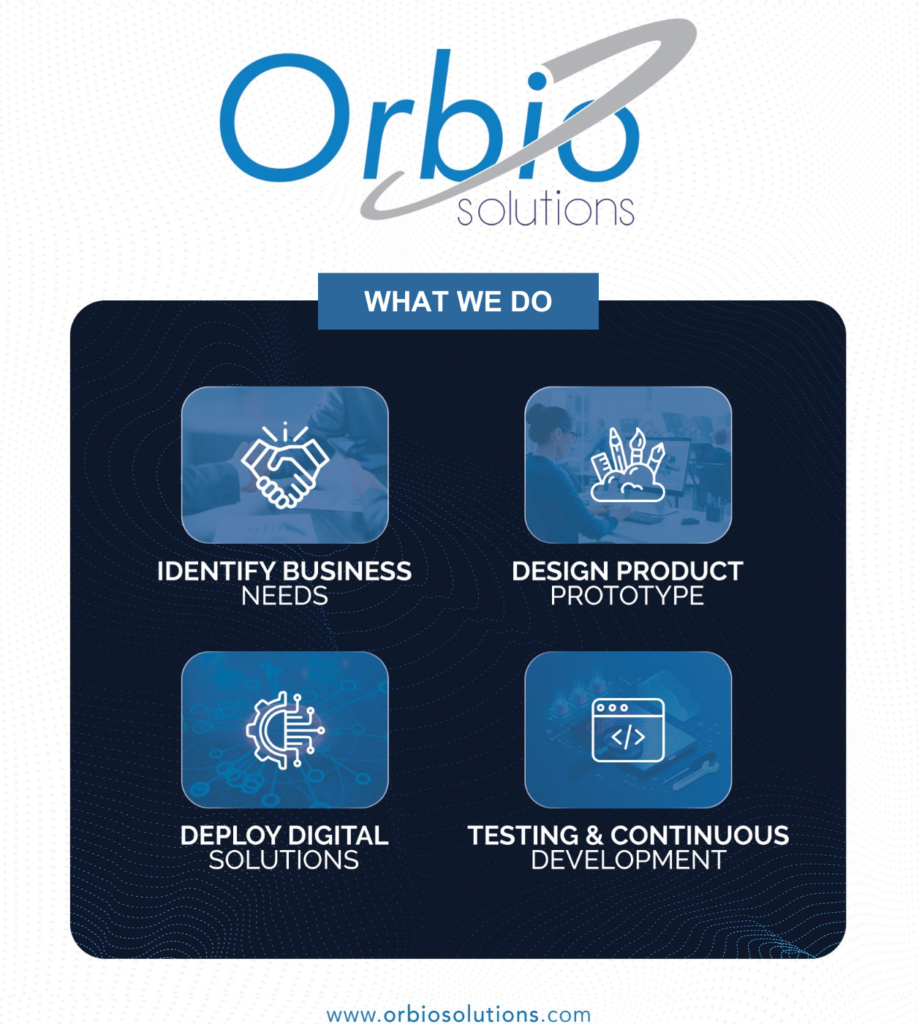 Orbio
solutions
WHAT WE DO
IDENTIFY BUSINESS
NEEDS
DESIGN PRODUCT
PROTOTYPE
</>
DEPLOY DIGITAL
SOLUTIONS
TESTING & CONTINUOUS
DEVELOPMENT
www.orbiosolutions.com